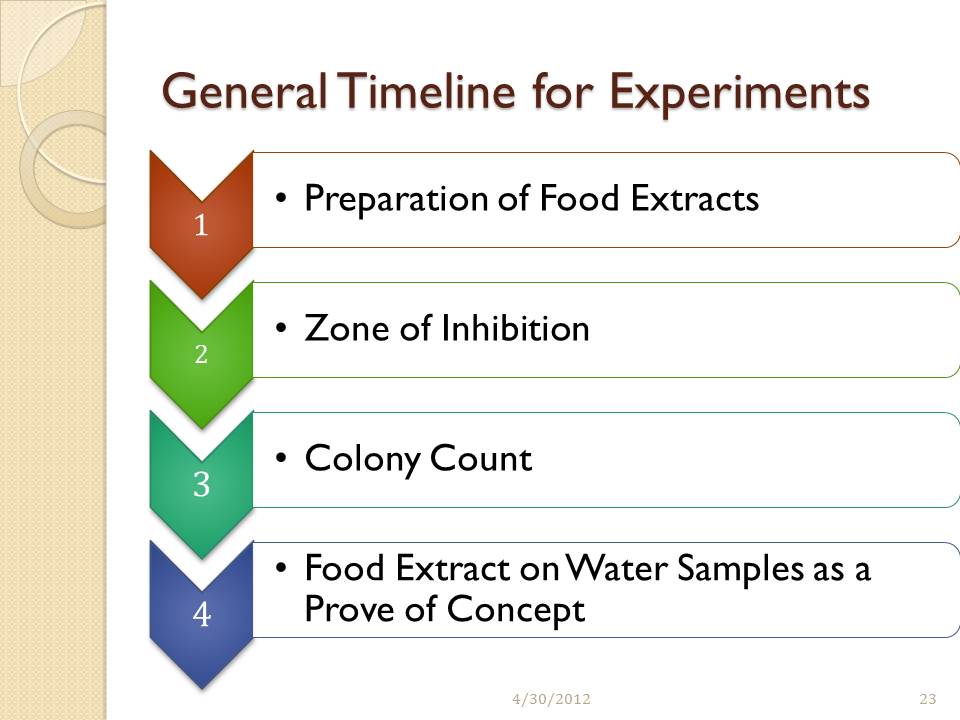 General Timeline for Experiments
1
• Preparation of Food Extracts
2
• Zone of Inhibition
3
• Colony Count
4
• Food Extract on Water Samples as a
Prove of Concept
4/30/2012
23